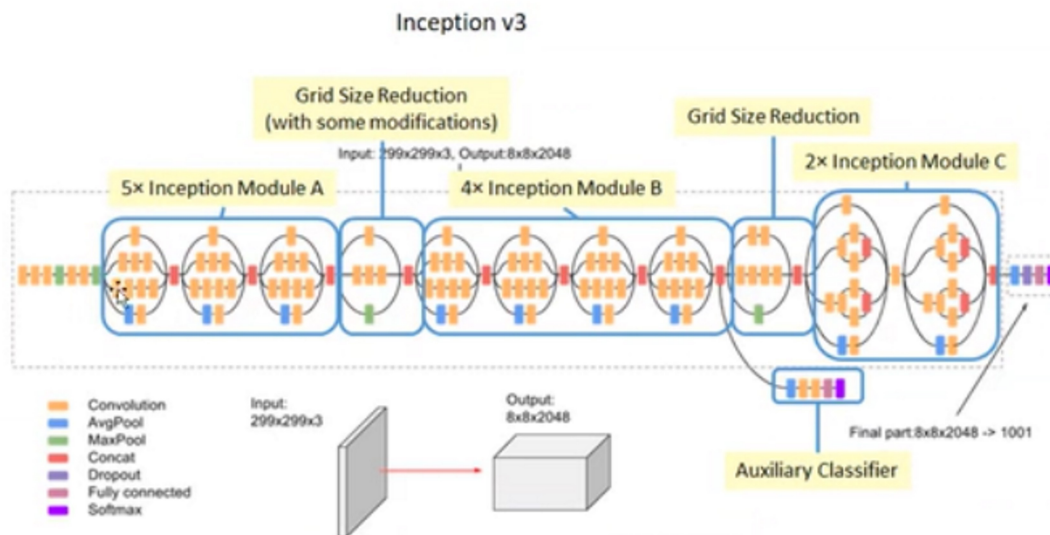 Inception v3
Grid Size Reduction
(with some modifications)
Grid Size Reduction
Input: 299x299x3, Output:8x8x2048
2× Inception Module C
5× Inception Module A
4× Inception Module B
Input:
299x299x3
Output:
8x8x2048
Convolution
AvgPool
MaxPool
Concat
Dropout
Fully connected
Softmax
Final part:8x8x2048 -> 1001
Auxiliary Classifier